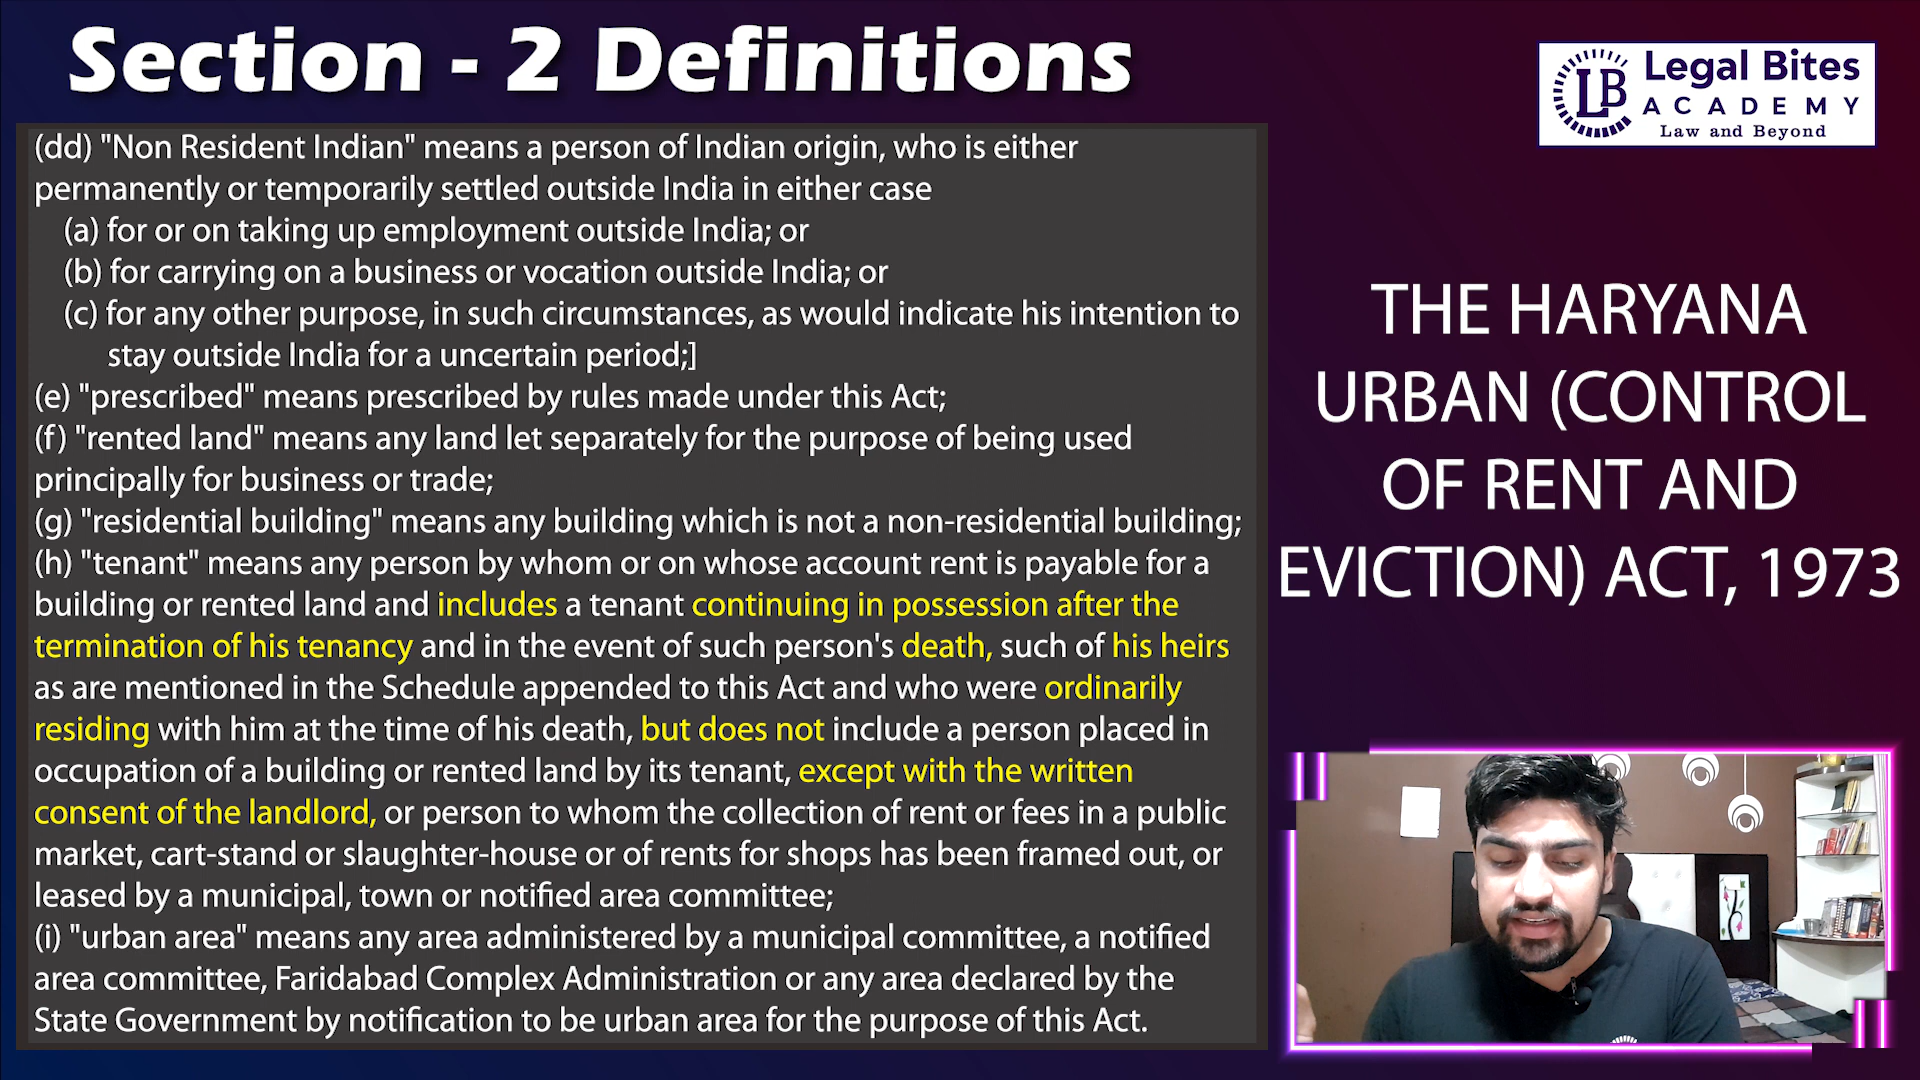 Section - 2 Definitions
LB
Legal Bites
ACADEMY
Law and Beyond
(dd) "Non Resident Indian" means a person of Indian origin, who is either
permanently or temporarily settled outside India in either case
(a) for or on taking up employment outside India; or
(b) for carrying on a business or vocation outside India; or
(c) for any other purpose, in such circumstances, as would indicate his intention to
stay outside India for a uncertain period;]
(e) "prescribed" means prescribed by rules made under this Act;
(f) "rented land" means any land let separately for the purpose of being used
principally for business or trade;
(g) "residential building" means any building which is not a non-residential building;
(h) "tenant" means any person by whom or on whose account rent is payable for a
building or rented land and includes a tenant continuing in possession after the
termination of his tenancy and in the event of such person's death, such of his heirs
as are mentioned in the Schedule appended to this Act and who were ordinarily
residing with him at the time of his death, but does not include a person placed in
occupation of a building or rented land by its tenant, except with the written
consent of the landlord, or person to whom the collection of rent or fees in a public
market, cart-stand or slaughter-house or of rents for shops has been framed out, or
leased by a municipal, town or notified area committee;
(i) "urban area" means any area administered by a municipal committee, a notified
area committee, Faridabad Complex Administration or any area declared by the
State Government by notification to be urban area for the purpose of this Act.
THE HARYANA
URBAN (CONTROL
OF RENT AND
EVICTION) ACT, 1973